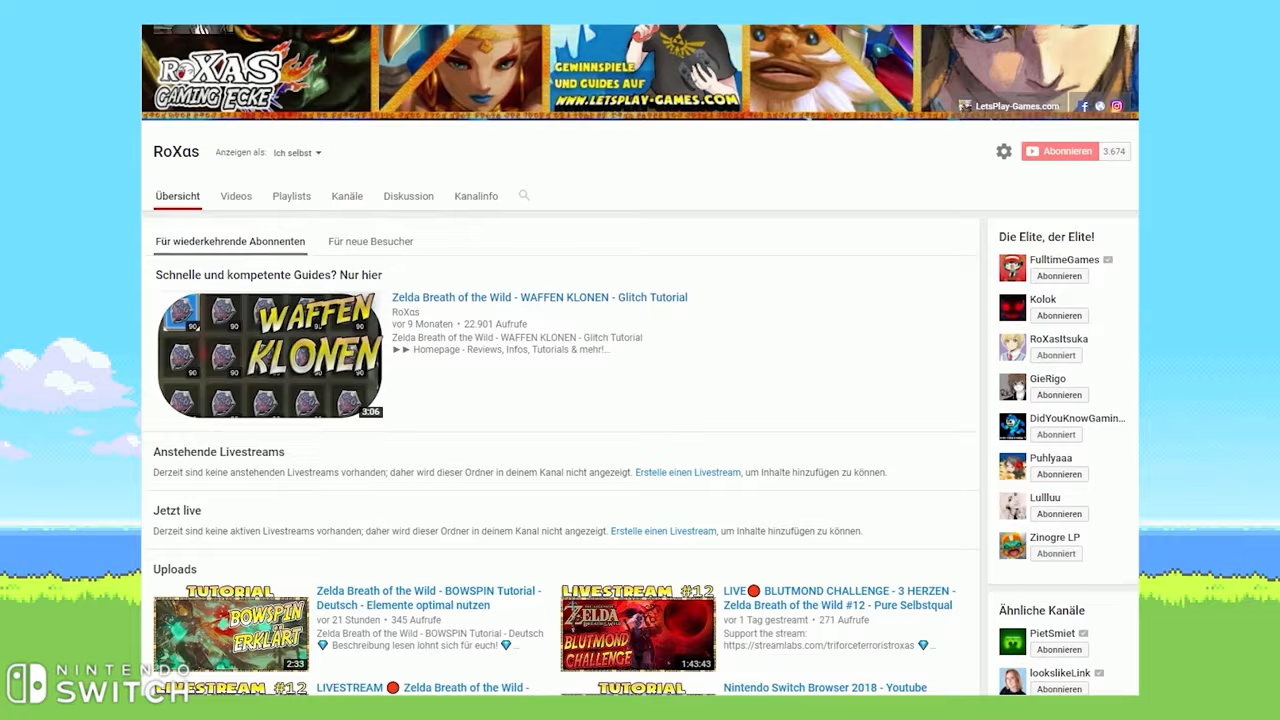 ROXAS
GAMING ECKE
GEWINNSPIELE
UND GUIDES AUF
WWW.LETSPLAY-GAMES.COM
LetsPlay-Games.com
RoXas
Anzeigen als: Ich selbst
Abonnieren 3.674
Übersicht Videos Playlists Kanäle Diskussion Kanalinfo
Für wiederkehrende Abonnenten Für neue Besucher
Schnelle und kompetente Guides? Nur hier
WAFFEN
KLONEN
90 90 90 90
90 90 90 90
3:06
Zelda Breath of the Wild - WAFFEN KLONEN - Glitch Tutorial
RoXas
vor 9 Monaten • 22.901 Aufrufe
Zelda Breath of the Wild - WAFFEN KLONEN - Glitch Tutorial
►► Homepage - Reviews, Infos, Tutorials & mehr!...
Anstehende Livestreams
Derzeit sind keine anstehenden Livestreams vorhanden; daher wird dieser Ordner in deinem Kanal nicht angezeigt. Erstelle einen Livestream, um Inhalte hinzufügen zu können.
Jetzt live
Derzeit sind keine aktiven Livestreams vorhanden; daher wird dieser Ordner in deinem Kanal nicht angezeigt. Erstelle einen Livestream, um Inhalte hinzufügen zu können.
Uploads
TUTORIAL
BOWSPIN
ERKLÄRT
2:33
Zelda Breath of the Wild - BOWSPIN Tutorial -
Deutsch - Elemente optimal nutzen
vor 21 Stunden • 345 Aufrufe
Zelda Breath of the Wild - BOWSPIN Tutorial - Deutsch
💎 Beschreibung lesen lohnt sich für euch! 💎 ...
LIVESTREAM #12
ZELDA
BLUTMOND
CHALLENGE
1:43:43
LIVE🔴 BLUTMOND CHALLENGE - 3 HERZEN -
Zelda Breath of the Wild #12 - Pure Selbstqual
vor 1 Tag gestreamt • 271 Aufrufe
Support the stream:
https://streamlabs.com/triforceterroristroxas 💎...
LIVESTREAM #12
LIVESTREAM 🔴 Zelda Breath of the Wild -
TUTORIAL
Nintendo Switch Browser 2018 - Youtube
Die Elite, der Elite!
FulltimeGames
Abonnieren
Kolok
Abonnieren
RoXasItsuka
Abonniert
GieRigo
Abonnieren
DidYouKnowGamin...
Abonniert
Puhlyaaa
Abonnieren
Lullluu
Abonnieren
Zinogre LP
Abonniert
Ähnliche Kanäle
PietSmiet
Abonnieren
lookslikeLink
Abonnieren
NINTENDO
SWITCH